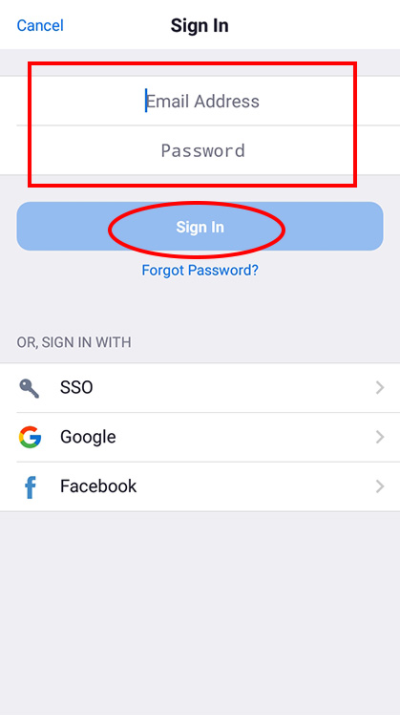 Cancel Sign In
Email Address
Password
Sign In
Forgot Password?
OR, SIGN IN WITH
SSO
Google
Facebook